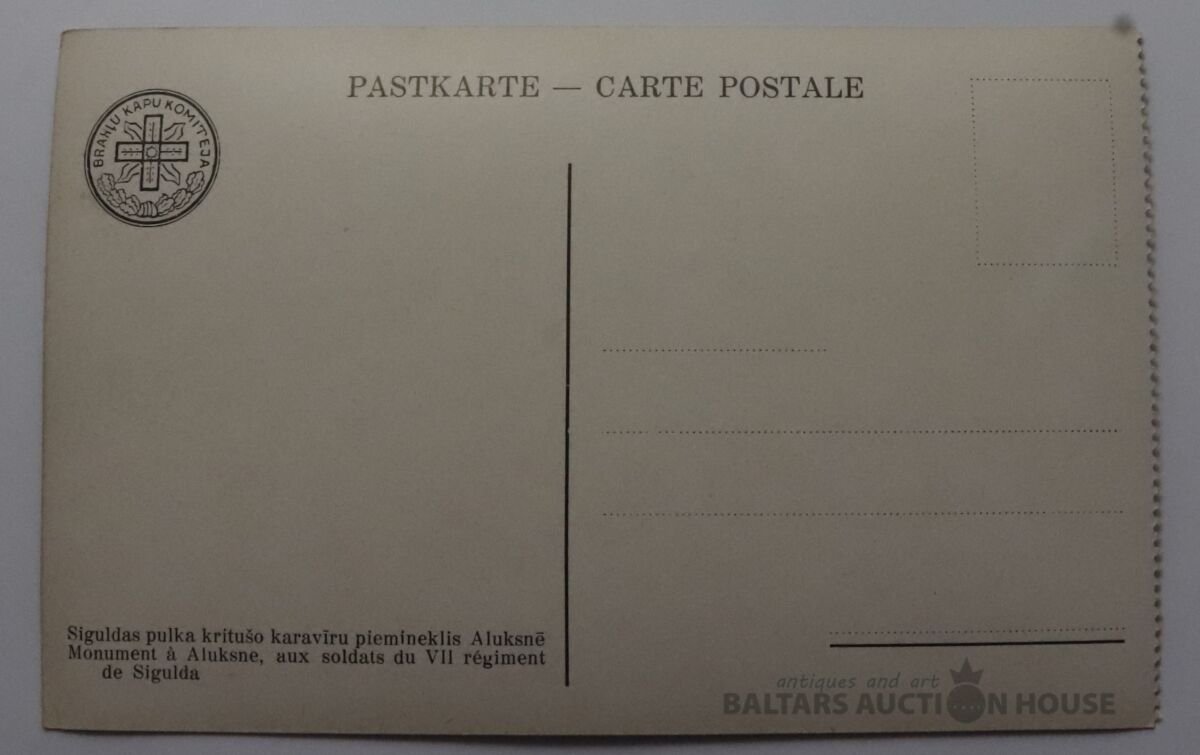 PASTKARTE — CARTE POSTALE
BRAHĻU KAPU KOMITEJA
Siguldas pulka kritušo karavīru piemineklis Aluksnē
Monument à Aluksne, aux soldats du VII régiment
de Sigulda
antiques and art
BALTARS AUCTION HOUSE